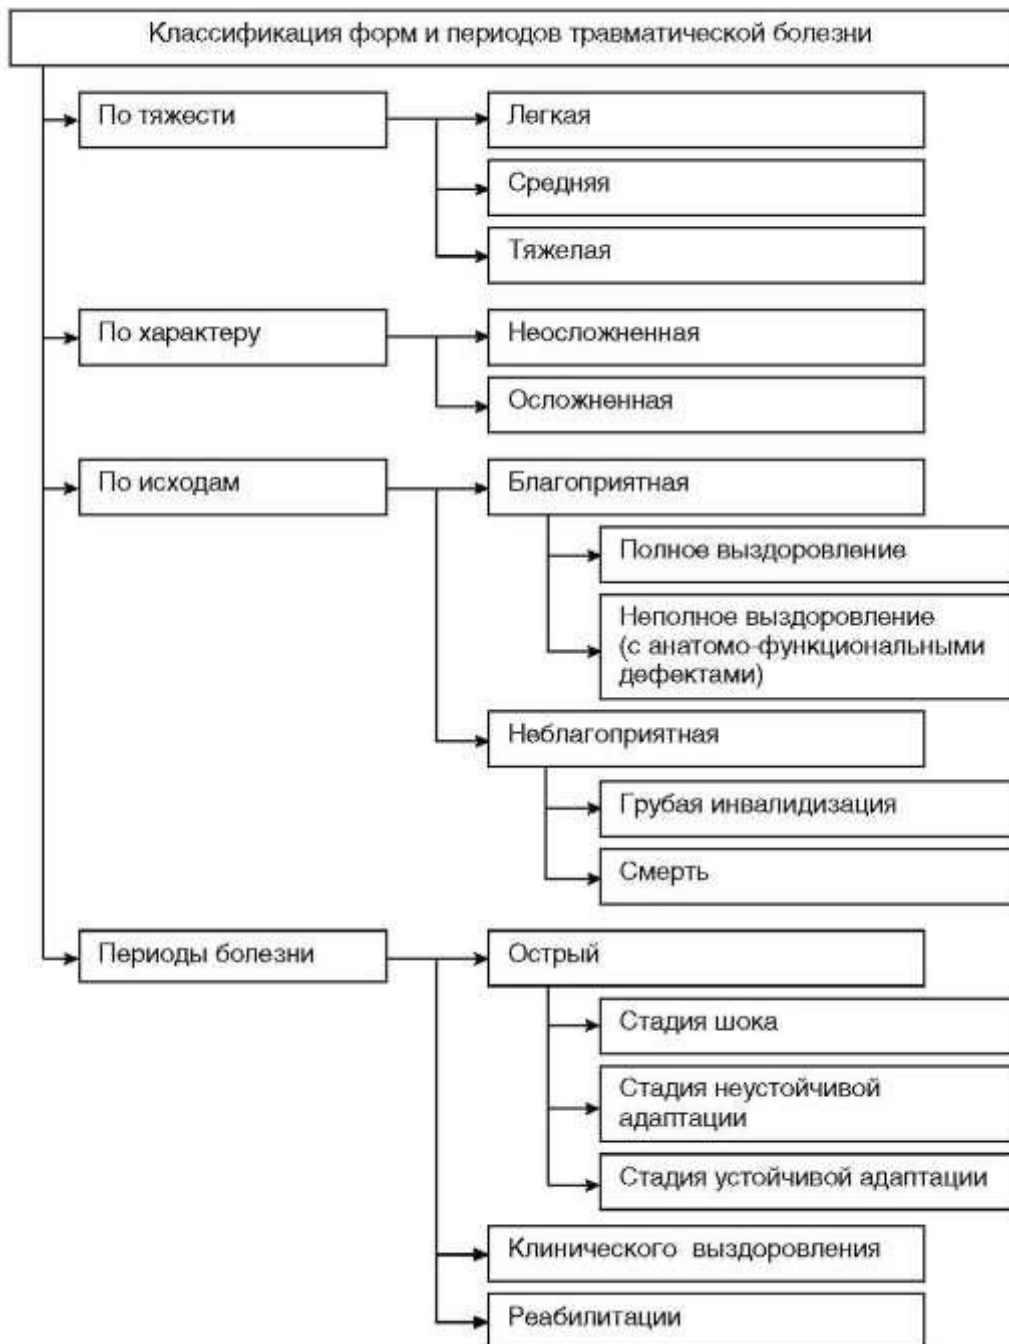 Классификация форм и периодов травматической болезни
По тяжести
Легкая
Средняя
Тяжелая
По характеру
Неосложненная
Осложненная
По исходам
Благоприятная
Полное выздоровление
Неполное выздоровление
(с анатомо-функциональными
дефектами)
Неблагоприятная
Грубая инвалидизация
Смерть
Периоды болезни
Острый
Стадия шока
Стадия неустойчивой
адаптации
Стадия устойчивой адаптации
Клинического выздоровления
Реабилитации